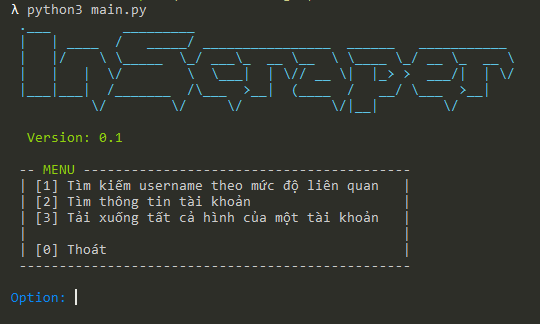 λ python3 main.py
InScraper
Version: 0.1
-- MENU --
[1] Tìm kiếm username theo mức độ liên quan
[2] Tìm thông tin tài khoản
[3] Tải xuống tất cả hình của một tài khoản
[0] Thoát
Option: